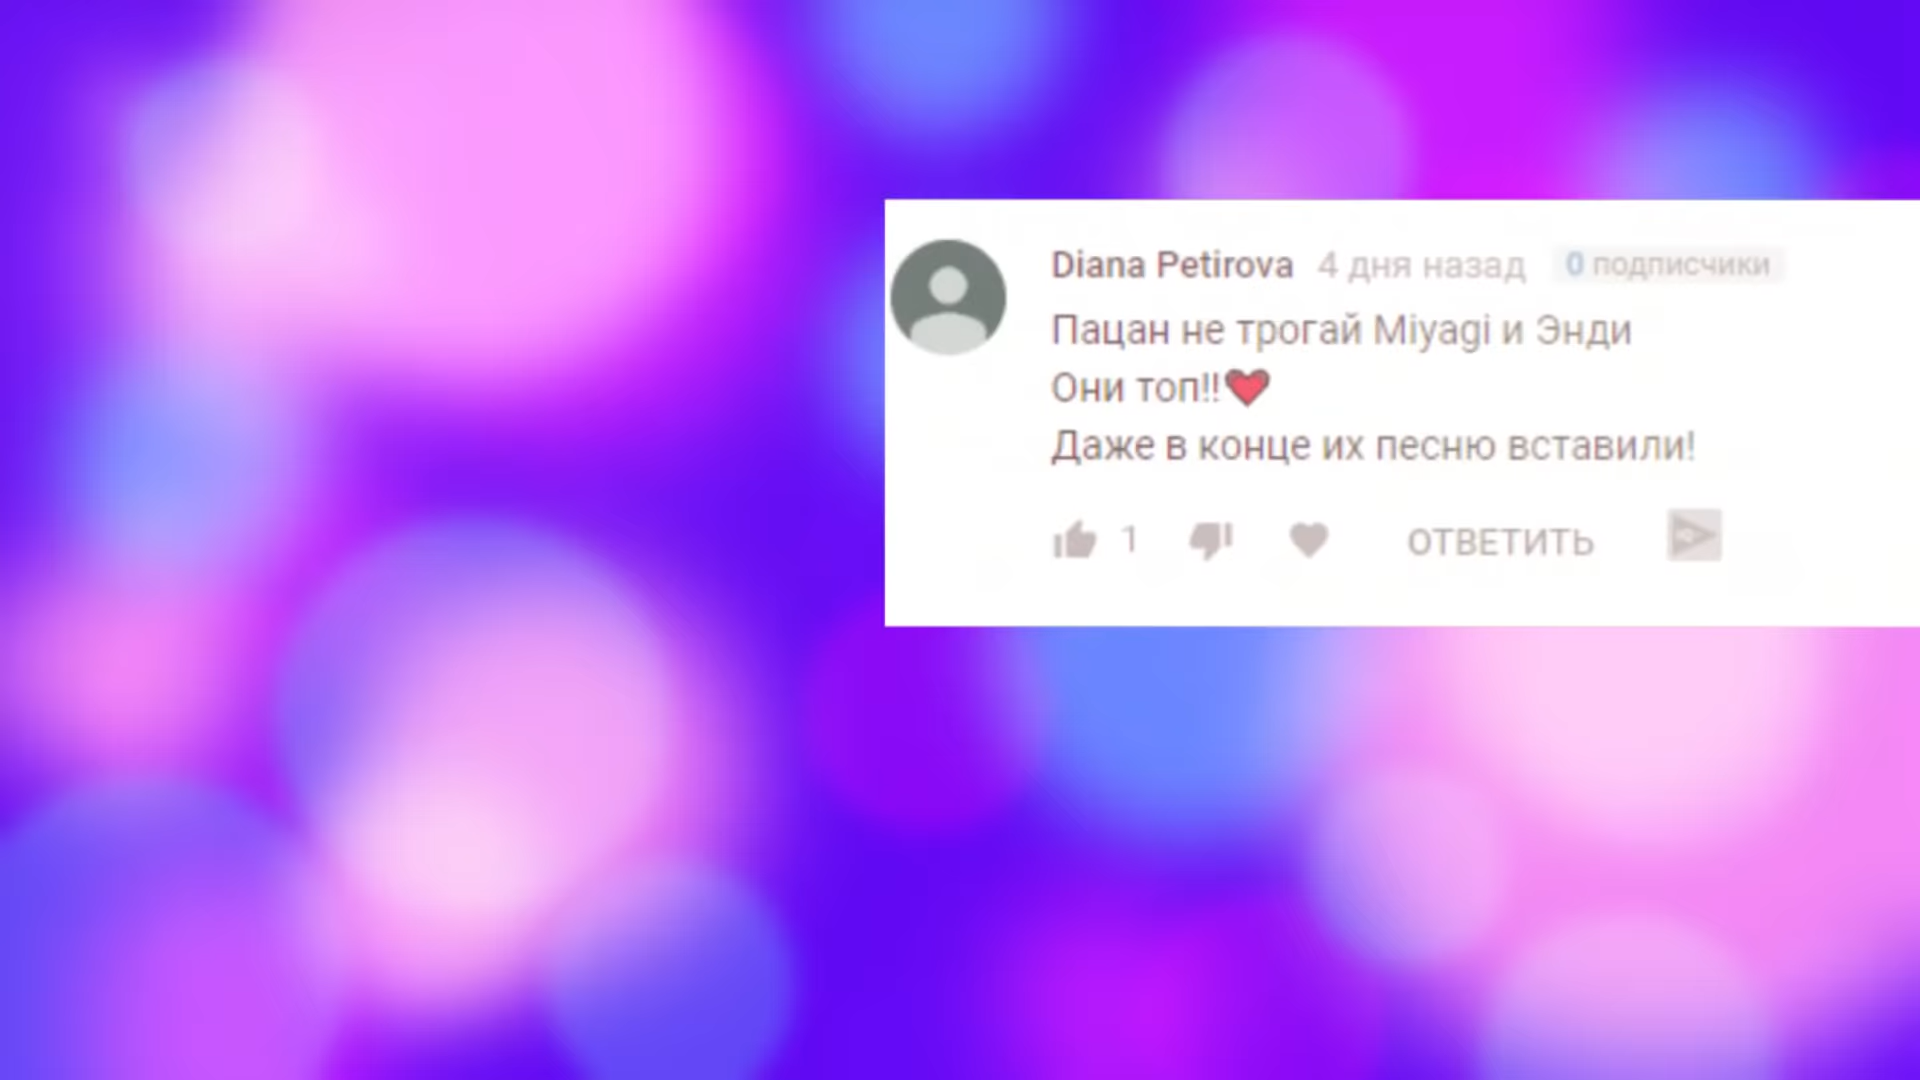 Diana Petirova 4 дня назад 0 подписчики
Пацан не трогай Miyagi и Энди
Они топ!!❤
Даже в конце их песню вставили!
1 ОТВЕТИТЬ